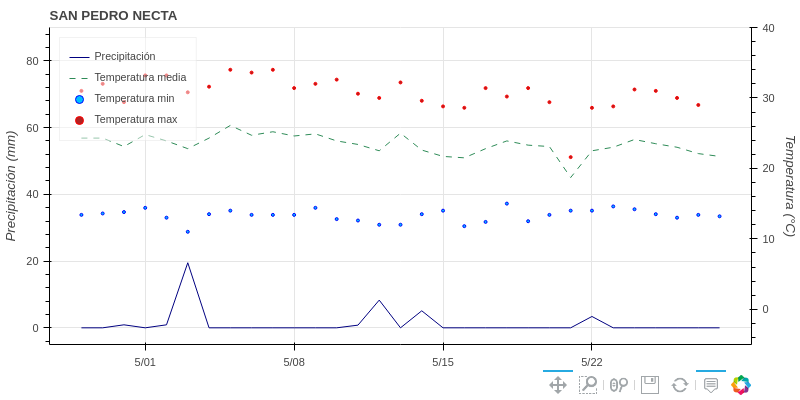 SAN PEDRO NECTA
Precipitación
Temperatura media
Temperatura min
Temperatura max
Precipitación (mm)
80
60
40
20
0
Temperatura (°C)
40
30
20
10
0
5/01 5/08 5/15 5/22